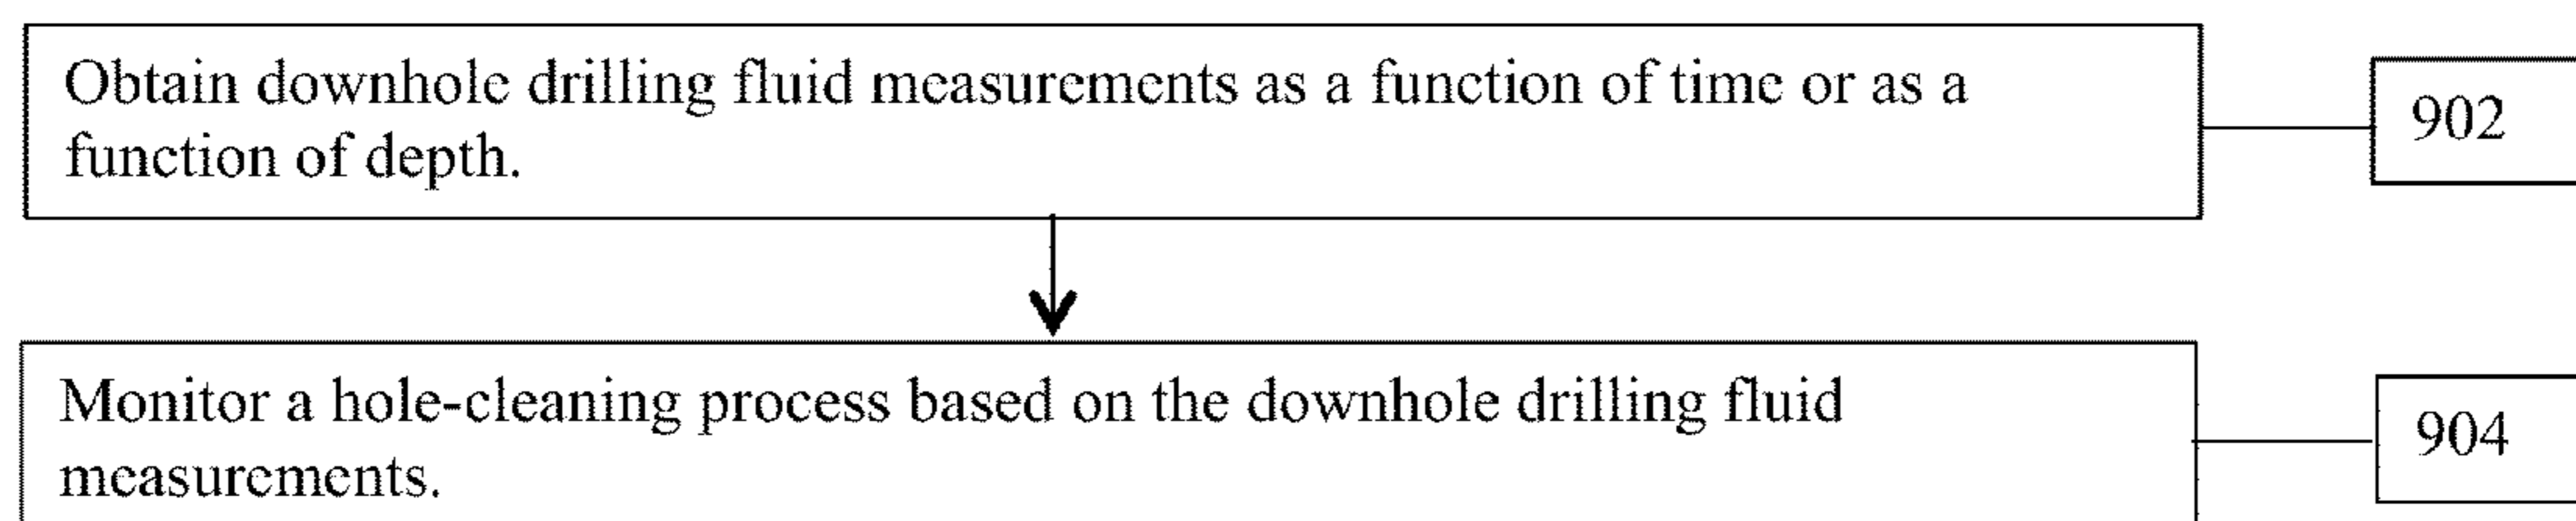 Obtain downhole drilling fluid measurements as a function of time or as a
function of depth.
902
Monitor a hole-cleaning process based on the downhole drilling fluid
measurements.
904